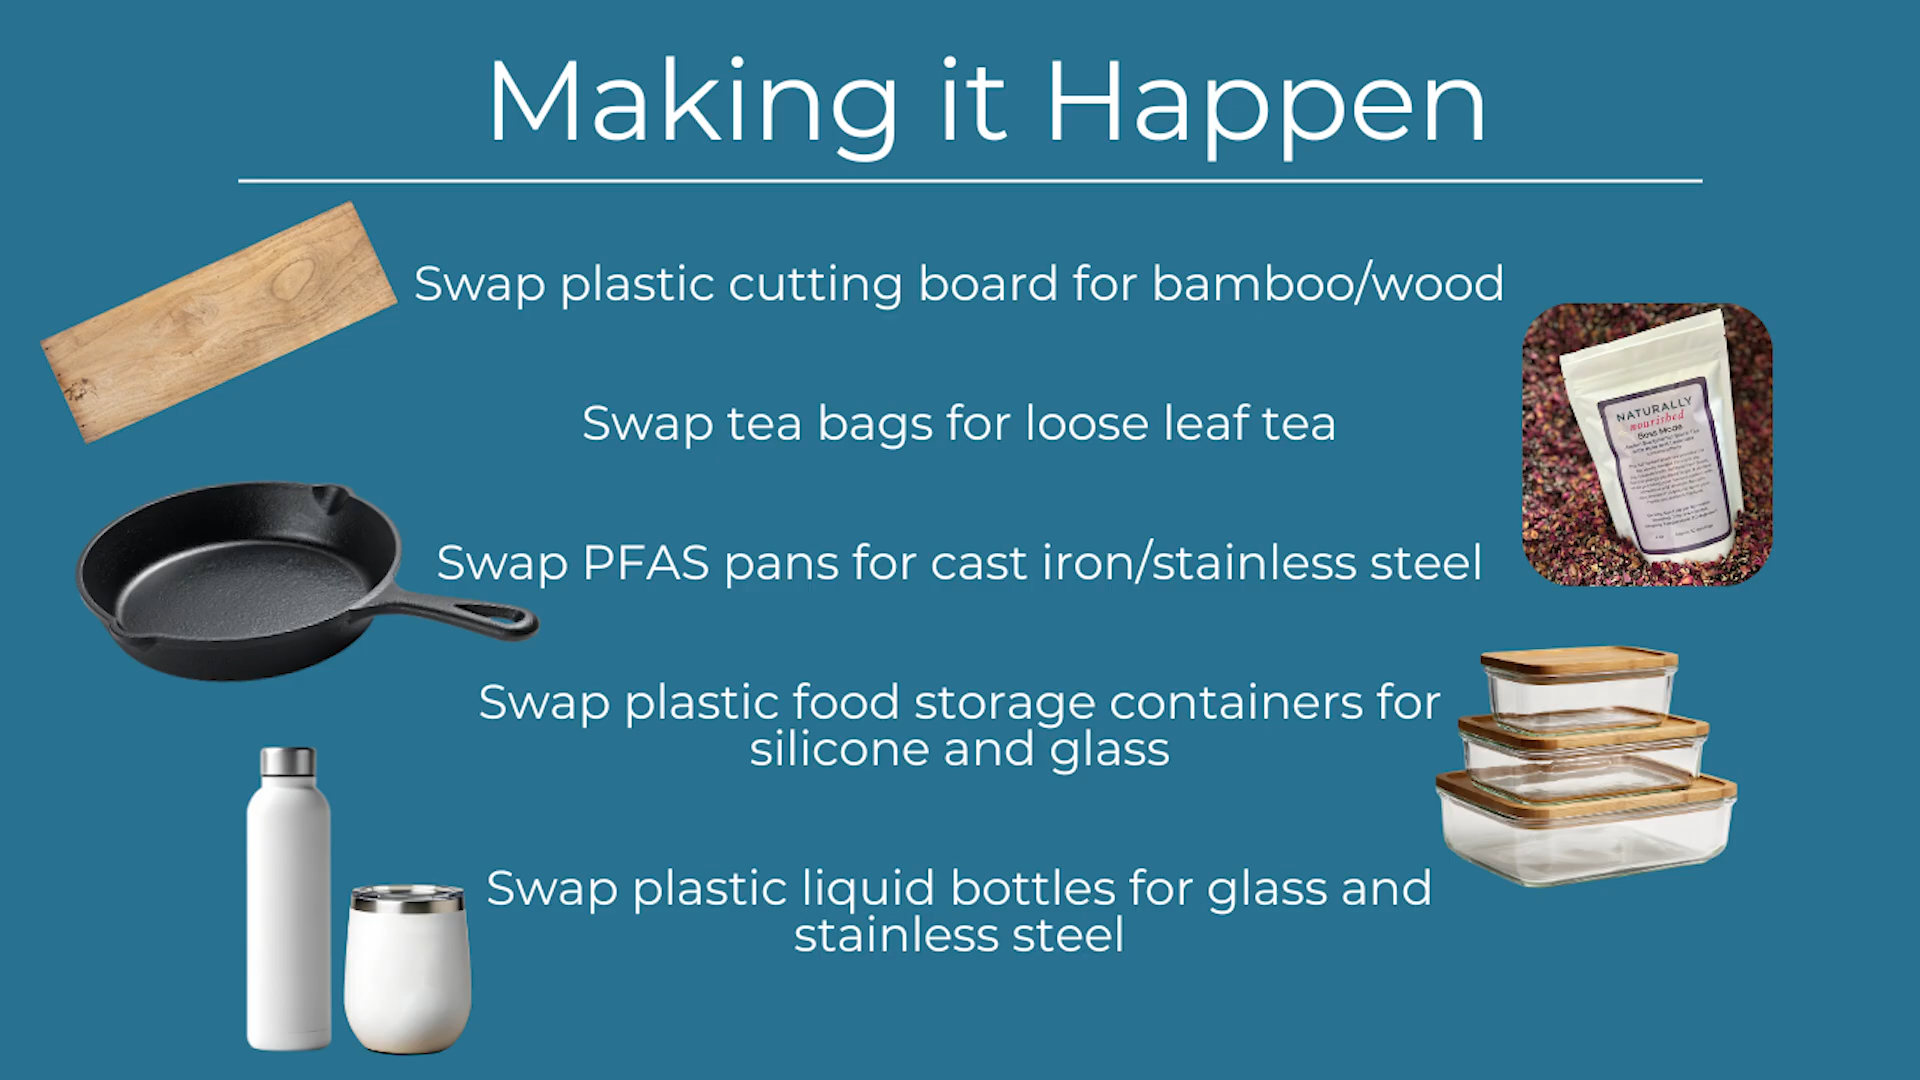 Making it Happen
Swap plastic cutting board for bamboo/wood
Swap tea bags for loose leaf tea
NATURALLY
nourished
Boss Mode
Swap PFAS pans for cast iron/stainless steel
Swap plastic food storage containers for
silicone and glass
Swap plastic liquid bottles for glass and
stainless steel